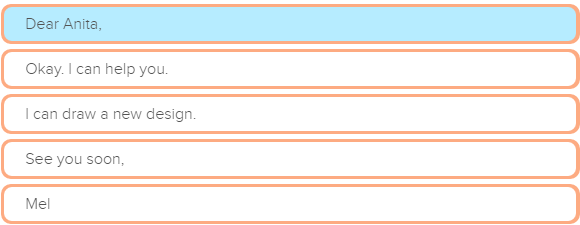 Dear Anita,
Okay. I can help you.
I can draw a new design.
See you soon,
Mel